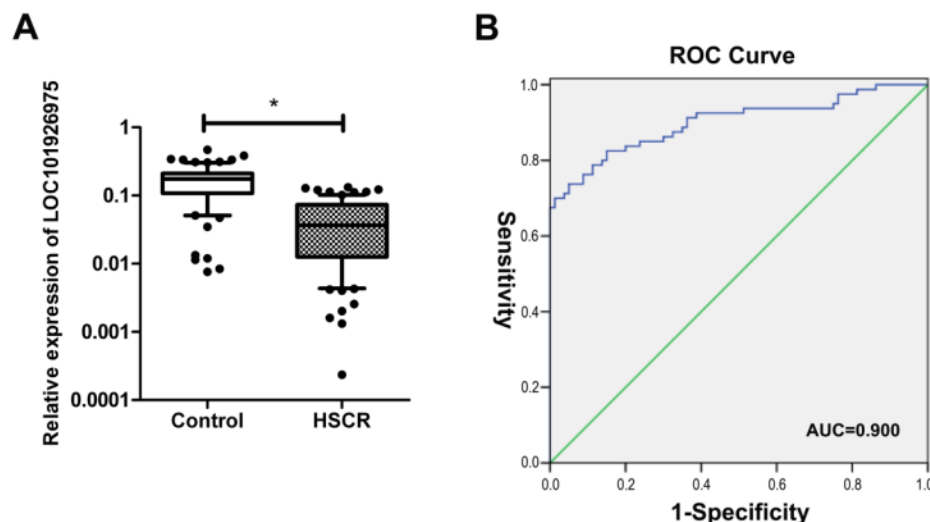 A
Relative expression of LOC101926975
*
1
0.1
0.01
0.001
0.0001
Control
HSCR
B
ROC Curve
Sensitivity
1.0
0.8
0.6
0.4
0.2
0.0
AUC=0.900
0.0
0.2
0.4
0.6
0.8
1.0
1-Specificity